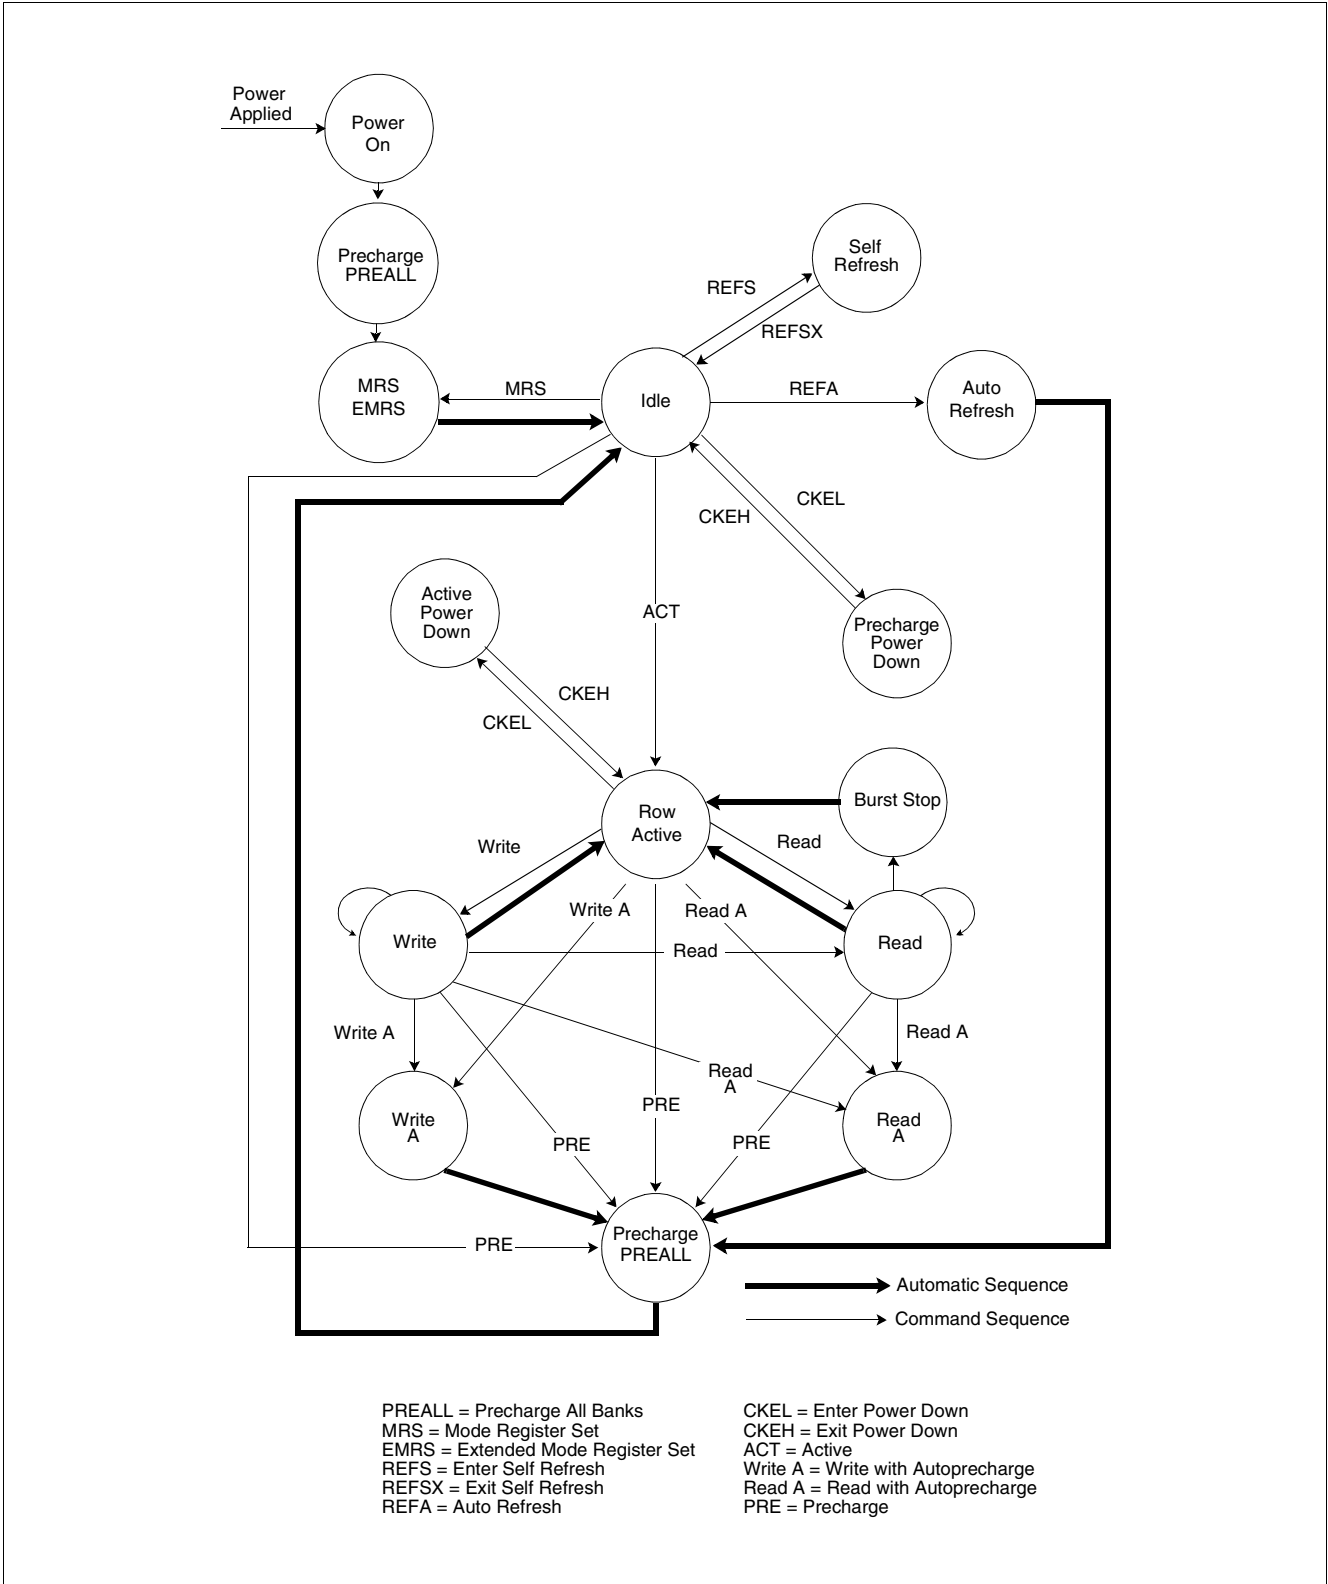 Power
Applied
Power
On
Precharge
PREALL
Self
Refresh
REFS
REFSX
MRS
EMRS
MRS
Idle
REFA
Auto
Refresh
CKEL
CKEH
Active
Power
Down
ACT
Precharge
Power
Down
CKEH
CKEL
Row
Active
Burst Stop
Write
Read
Write A
Read A
Write
Read
Read
Write A
Read A
Read
A
Write
A
PRE
Read
A
PRE
PRE
Precharge
PREALL
PRE
Automatic Sequence
Command Sequence
PREALL = Precharge All Banks
MRS = Mode Register Set
EMRS = Extended Mode Register Set
REFS = Enter Self Refresh
REFSX = Exit Self Refresh
REFA = Auto Refresh
CKEL = Enter Power Down
CKEH = Exit Power Down
ACT = Active
Write A = Write with Autoprecharge
Read A = Read with Autoprecharge
PRE = Precharge